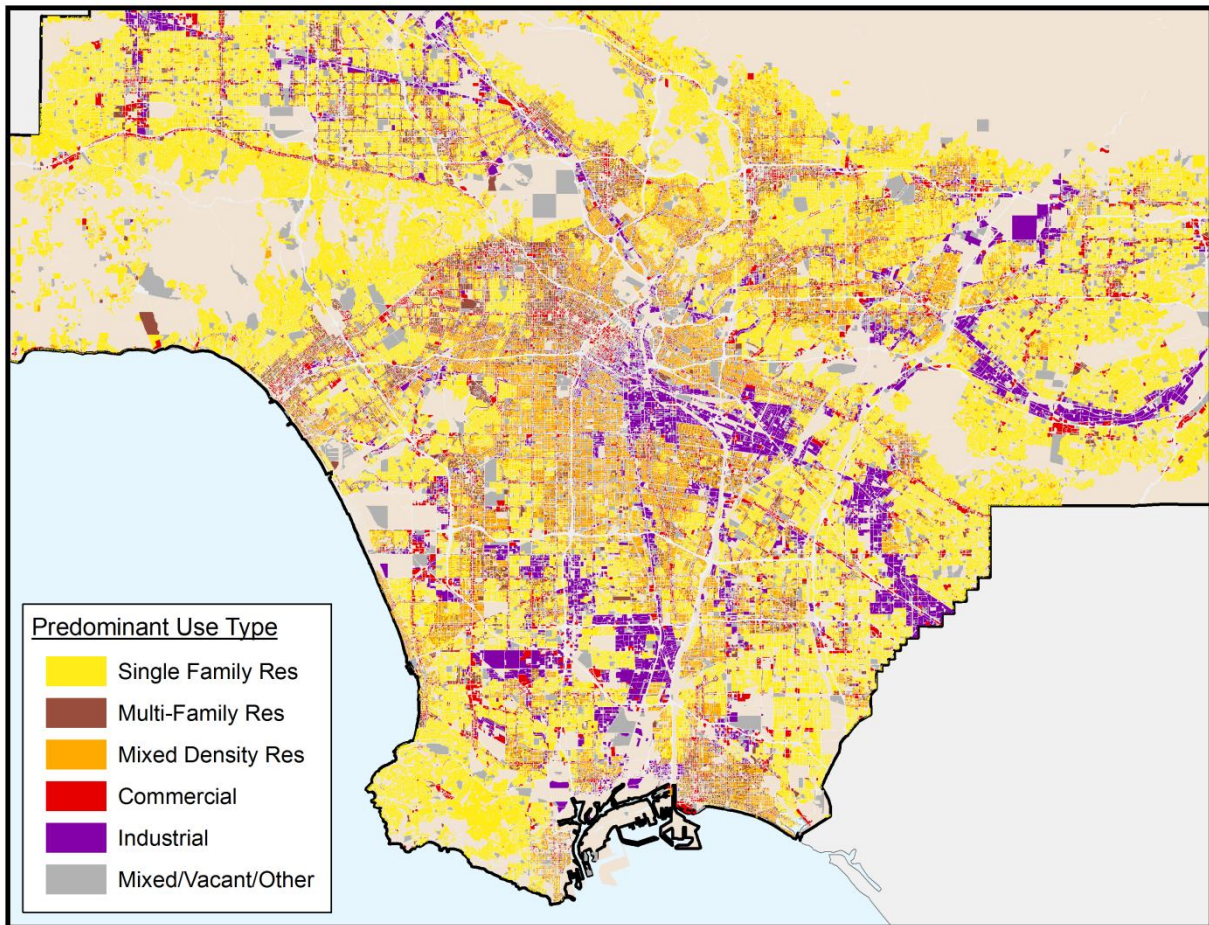 Predominant Use Type
Single Family Res
Multi-Family Res
Mixed Density Res
Commercial
Industrial
Mixed/Vacant/Other